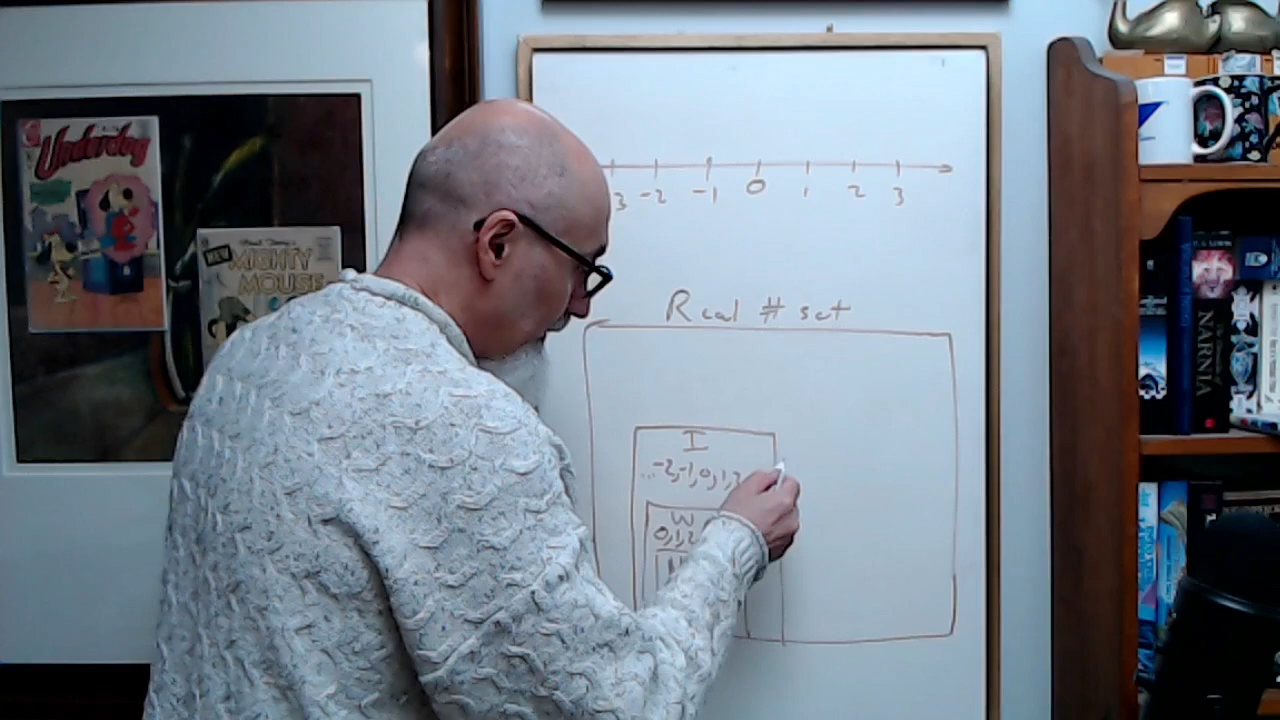 Underdog
NEW
MIGHTY
MOUSE
3 -2 -1 0 1 2 3
Real # set
I
...-2,-1,0,1,2
W
0,1,2
N
NARNIA